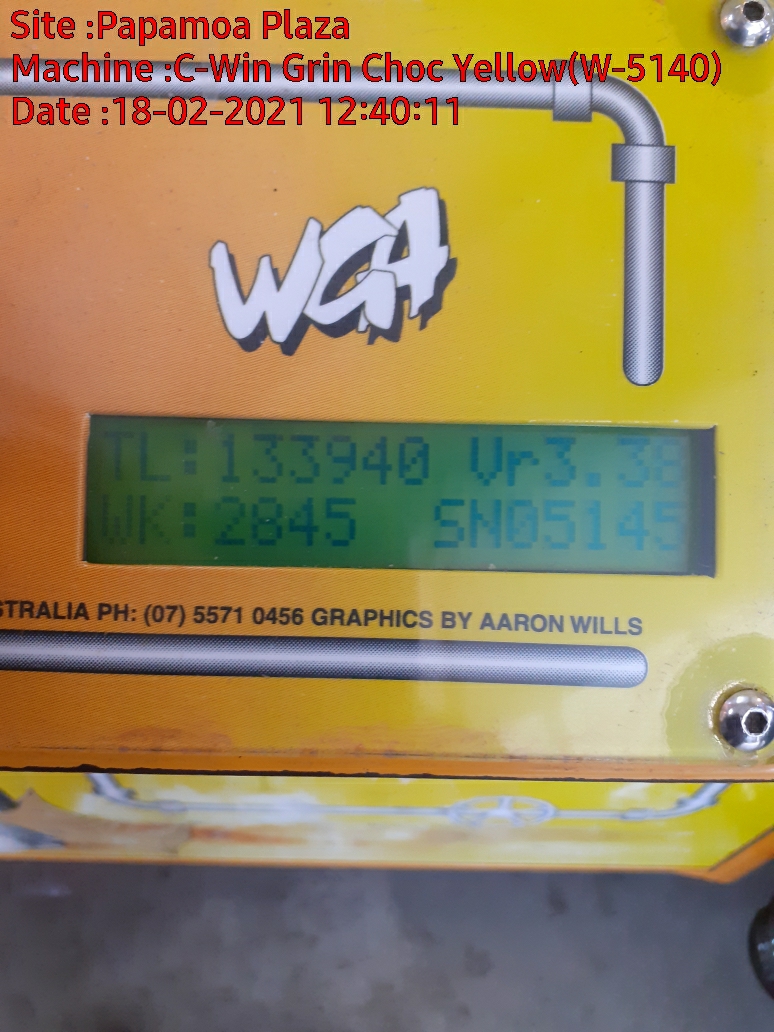 Site :Papamoa Plaza
Machine :C-Win Grin Choc Yellow(W-5140)
Date :18-02-2021 12:40:11
WGA
TL:133940 Vr3.38
WK:2845 SN05145
STRALIA PH: (07) 5571 0456 GRAPHICS BY AARON WILLS